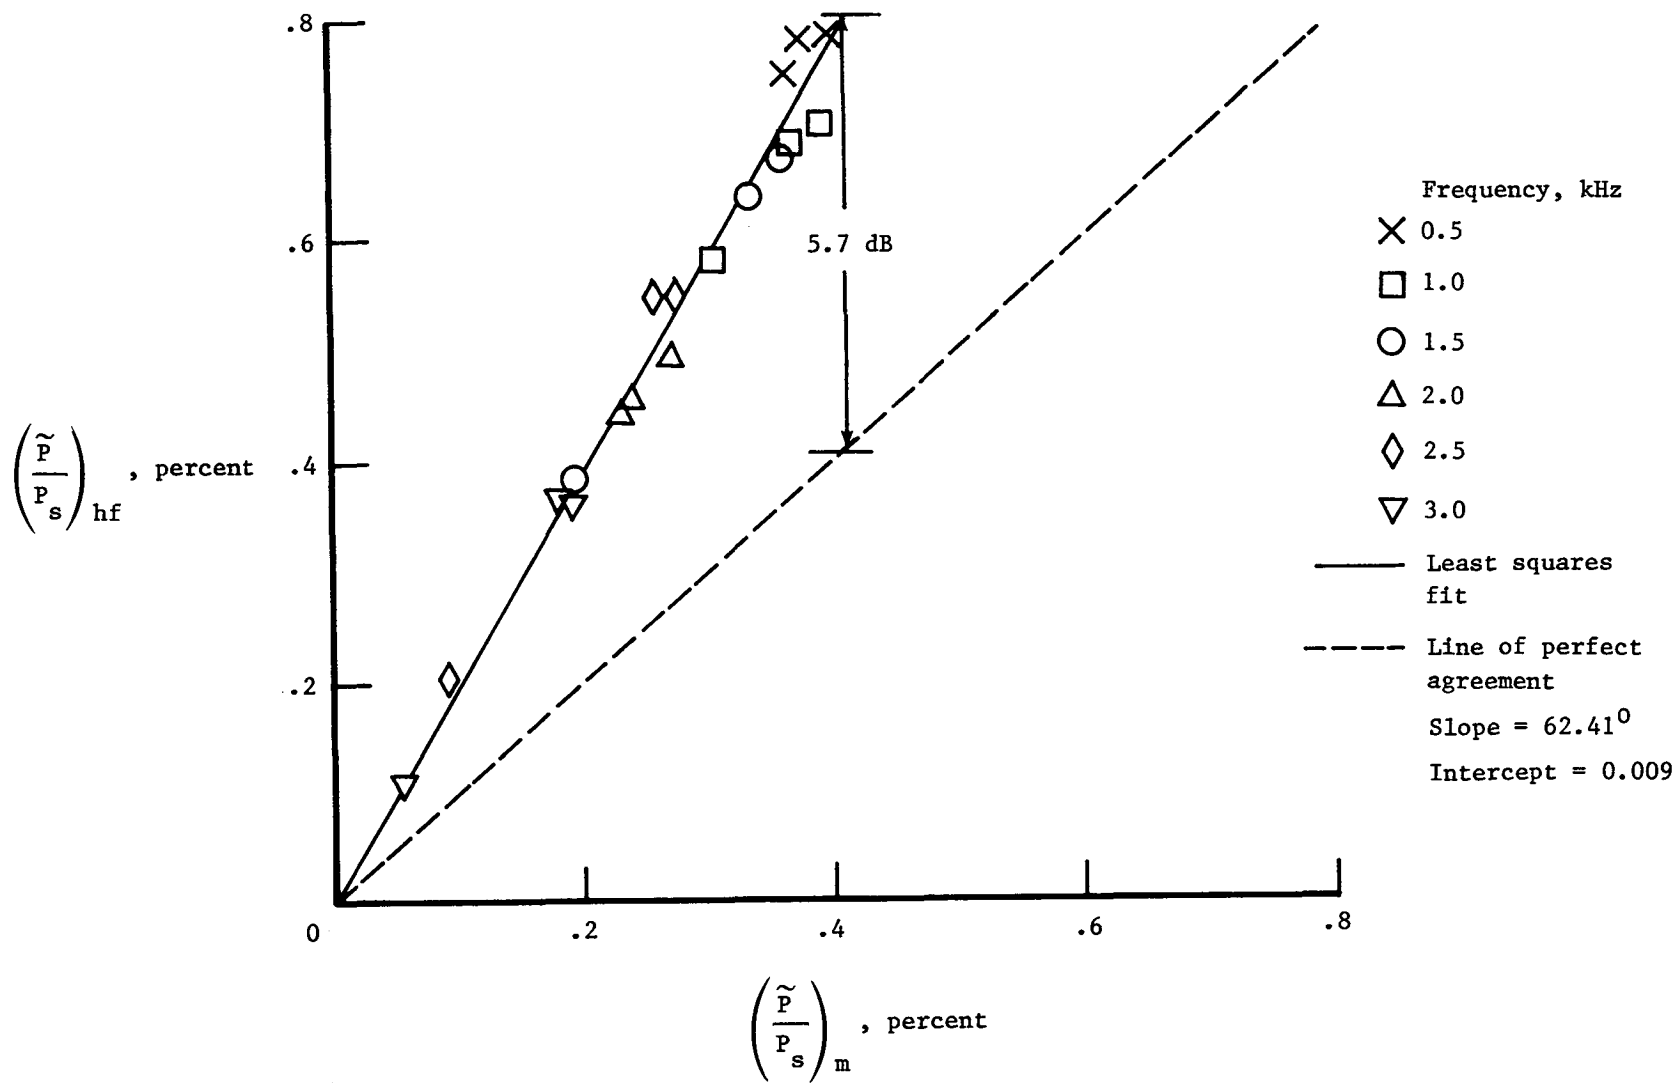 .8
.6
.4
.2
0
.2
.4
.6
.8
(P̃/Ps)hf , percent
(P̃/Ps)m , percent
5.7 dB
Frequency, kHz
0.5
1.0
1.5
2.0
2.5
3.0
Least squares
fit
Line of perfect
agreement
Slope = 62.41°
Intercept = 0.009